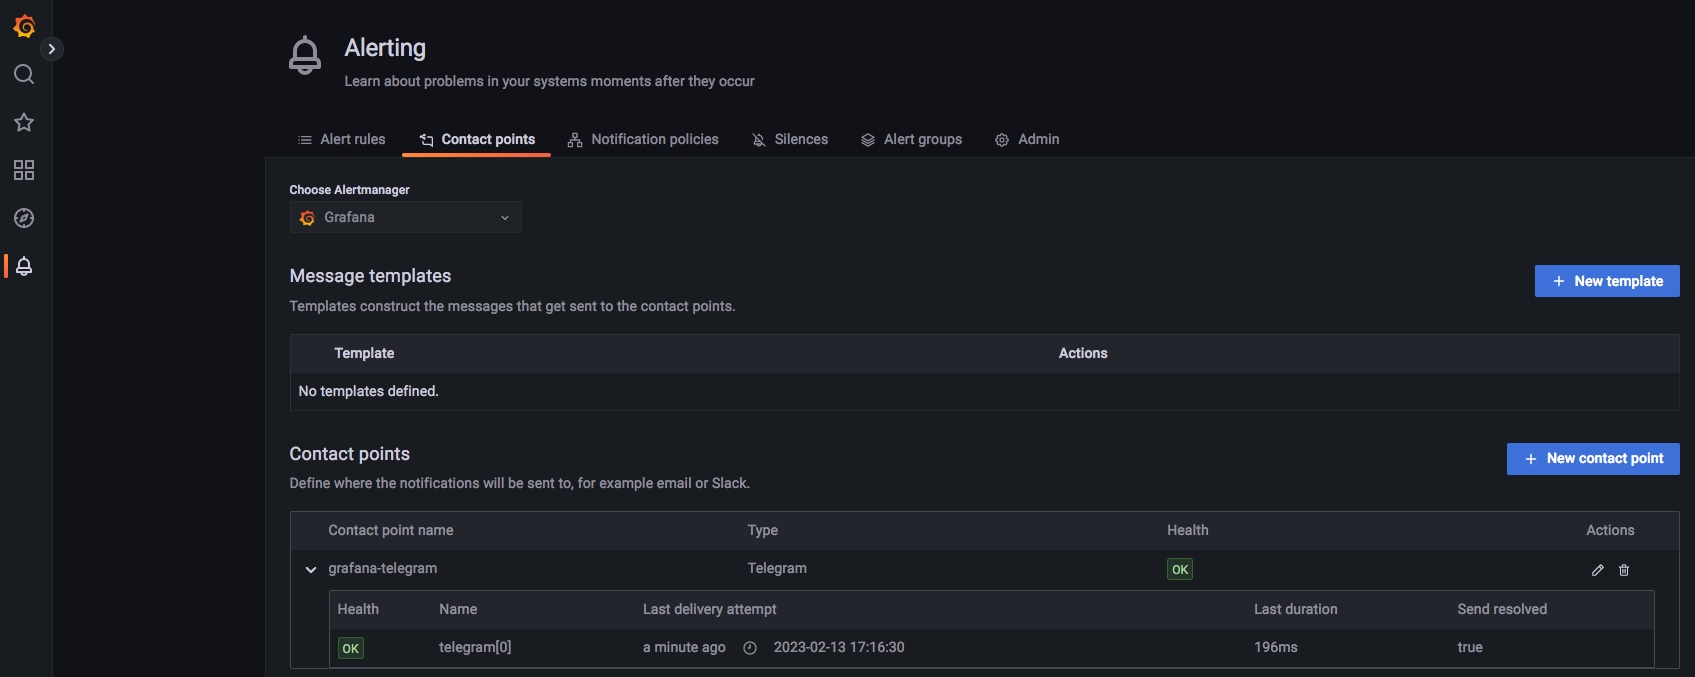 Alerting
Learn about problems in your systems moments after they occur
Alert rules Contact points Notification policies Silences Alert groups Admin
Choose Alertmanager
Grafana
Message templates
New template
Templates construct the messages that get sent to the contact points.
Template Actions
No templates defined.
Contact points
New contact point
Define where the notifications will be sent to, for example email or Slack.
Contact point name Type Health Actions
grafana-telegram Telegram OK
Health Name Last delivery attempt Last duration Send resolved
OK telegram[0] a minute ago 2023-02-13 17:16:30 196ms true